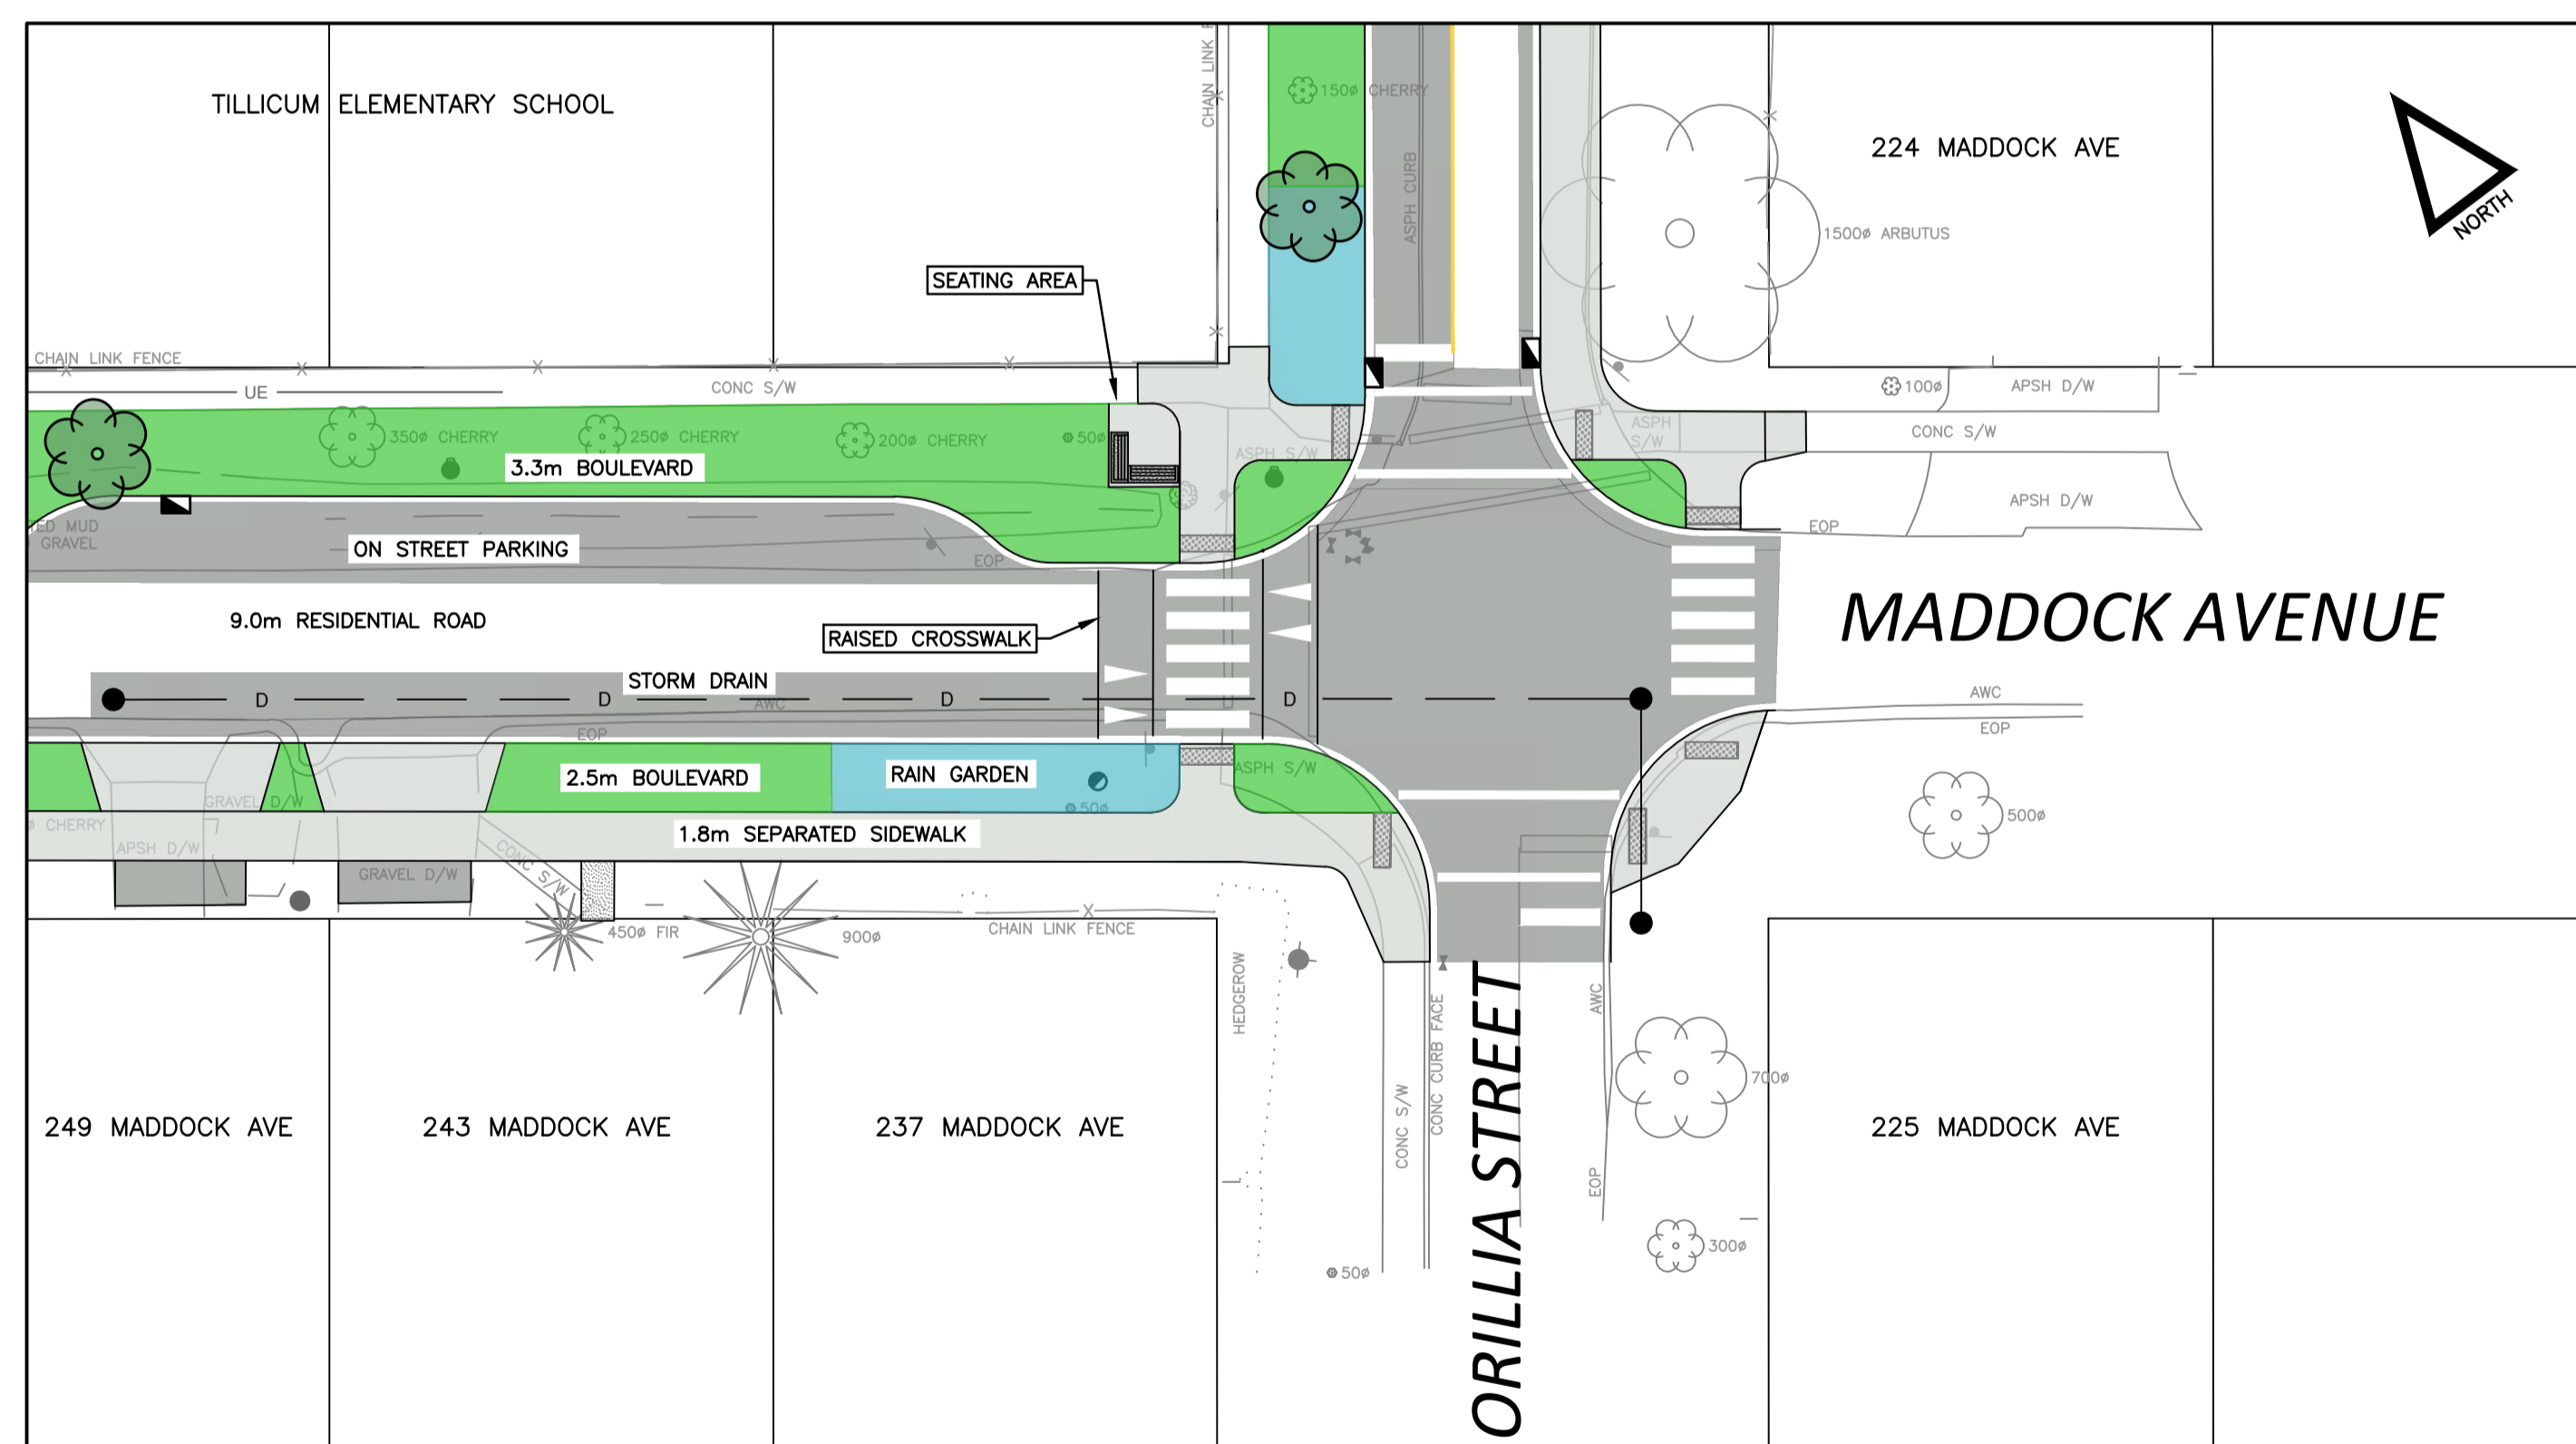 TILLICUM ELEMENTARY SCHOOL
CHAIN LINK
150ø CHERRY
ASPH CURB
224 MADDOCK AVE
NORTH
1500ø ARBUTUS
SEATING AREA
CHAIN LINK FENCE
UE
CONC S/W
100ø
APSH D/W
350ø CHERRY
250ø CHERRY
200ø CHERRY
50ø
ASPH S/W
ASPH
S/W
CONC S/W
3.3m BOULEVARD
APSH D/W
MUD
GRAVEL
EOP
ON STREET PARKING
EOP
9.0m RESIDENTIAL ROAD
RAISED CROSSWALK
MADDOCK AVENUE
STORM DRAIN
D
D
D
D
AWC
AWC
EOP
EOP
2.5m BOULEVARD
RAIN GARDEN
ASPH S/W
GRAVEL D/W
50ø
500ø
ø CHERRY
1.8m SEPARATED SIDEWALK
APSH D/W
CONC S/W
GRAVEL D/W
450ø FIR
900ø
CHAIN LINK FENCE
HEDGEROW
CONC S/W
CONC CURB FACE
ORILLIA STREET
AWC
EOP
700ø
249 MADDOCK AVE
243 MADDOCK AVE
237 MADDOCK AVE
225 MADDOCK AVE
50ø
300ø